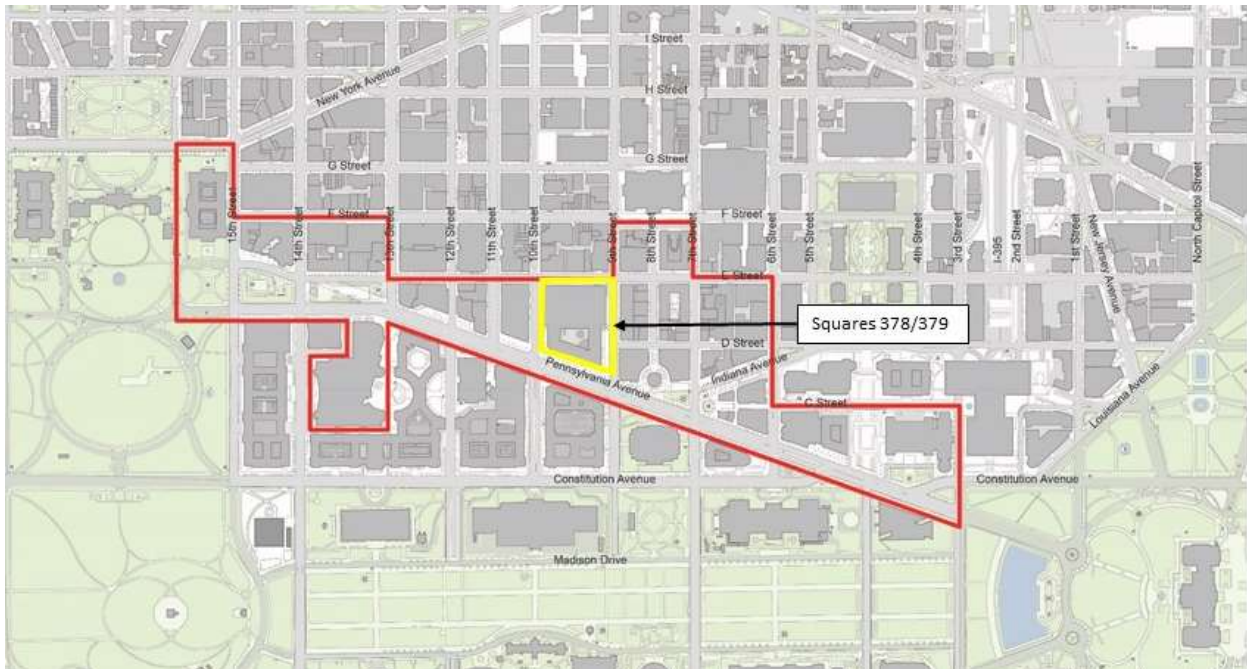 I Street
H Street
New York Avenue
G Street
G Street
F Street
F Street
15th Street
14th Street
13th Street
12th Street
11th Street
10th Street
9th Street
8th Street
7th Street
6th Street
5th Street
4th Street
3rd Street
I-395
2nd Street
1st Street
New Jersey Avenue
North Capitol Street
E Street
Squares 378/379
D Street
Indiana Avenue
Pennsylvania Avenue
C Street
Louisiana Avenue
Constitution Avenue
Constitution Avenue
Madison Drive